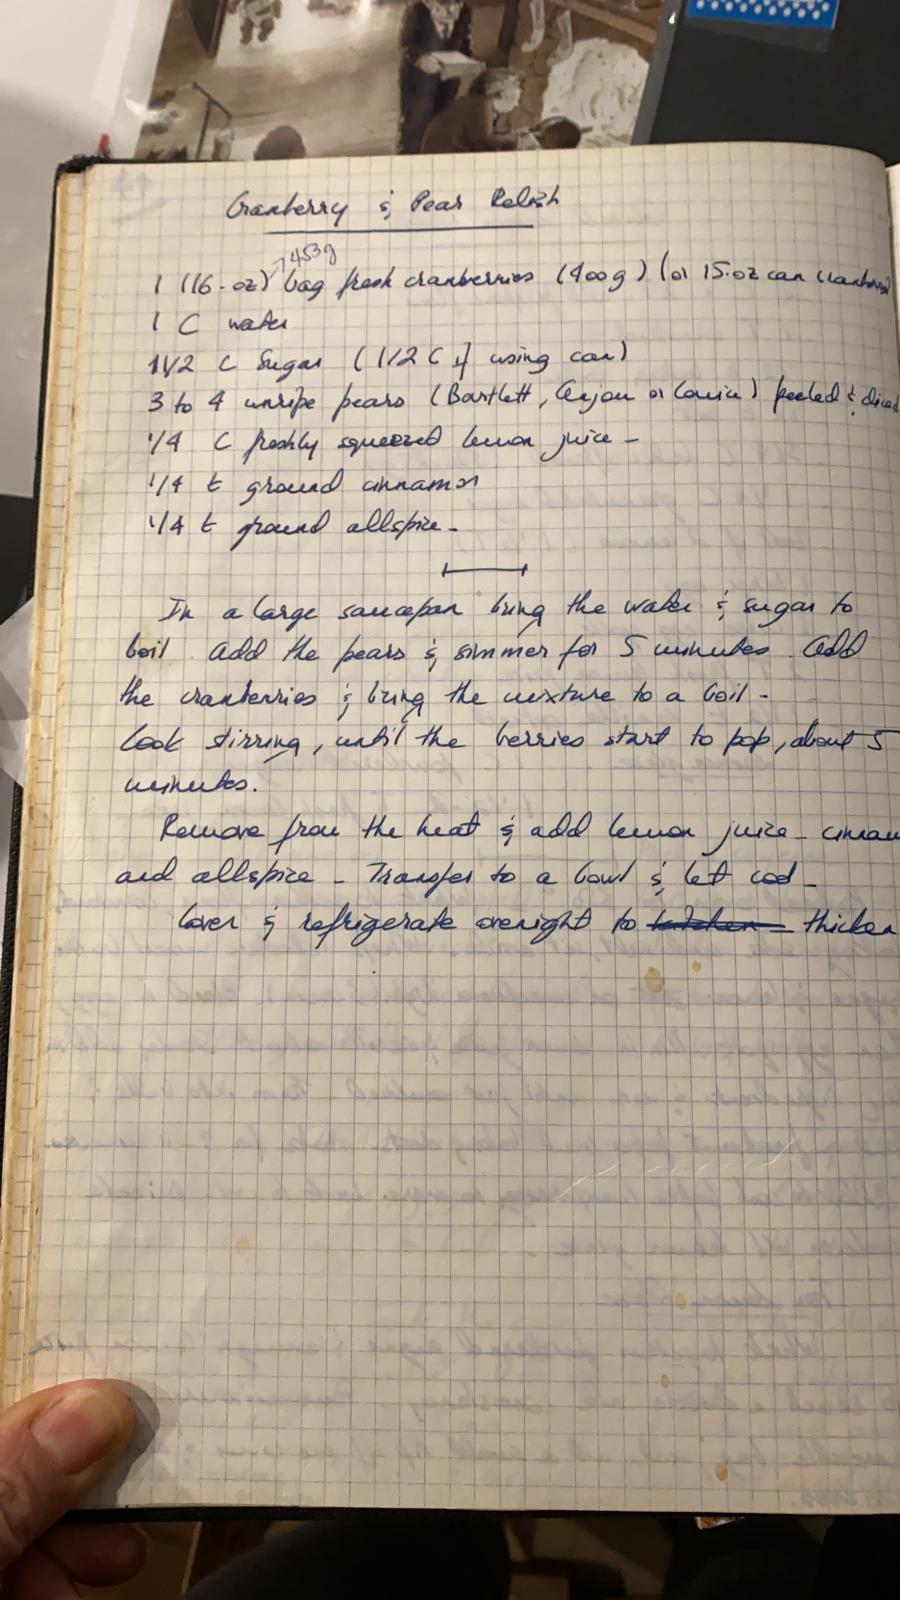 Cranberry & Pear Relish
→ 453g
1 (16-oz) bag fresh cranberries (400g) (or 15-oz can cranberries
1 C water
1 1/2 C Sugar (1/2 C if using can)
3 to 4 unripe pears (Bartlett, Anjou or Comice) peeled & diced
1/4 C freshly squeezed lemon juice -
1/4 t ground cinnamon
1/4 t ground allspice -
In a large saucepan bring the water & sugar to
boil. Add the pears & simmer for 5 minutes. Add
the cranberries & bring the mixture to a boil -
Cook stirring, until the berries start to pop, about 5
minutes.
Remove from the heat & add lemon juice - cinnam
and allspice - Transfer to a bowl & let cool -
Cover & refrigerate overnight to thicken